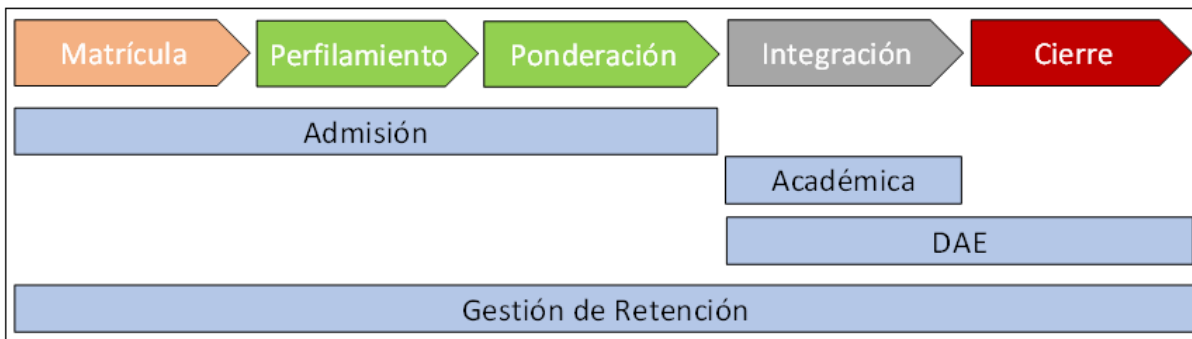 Matrícula Perfilamiento Ponderación Integración Cierre
Admisión
Académica
DAE
Gestión de Retención